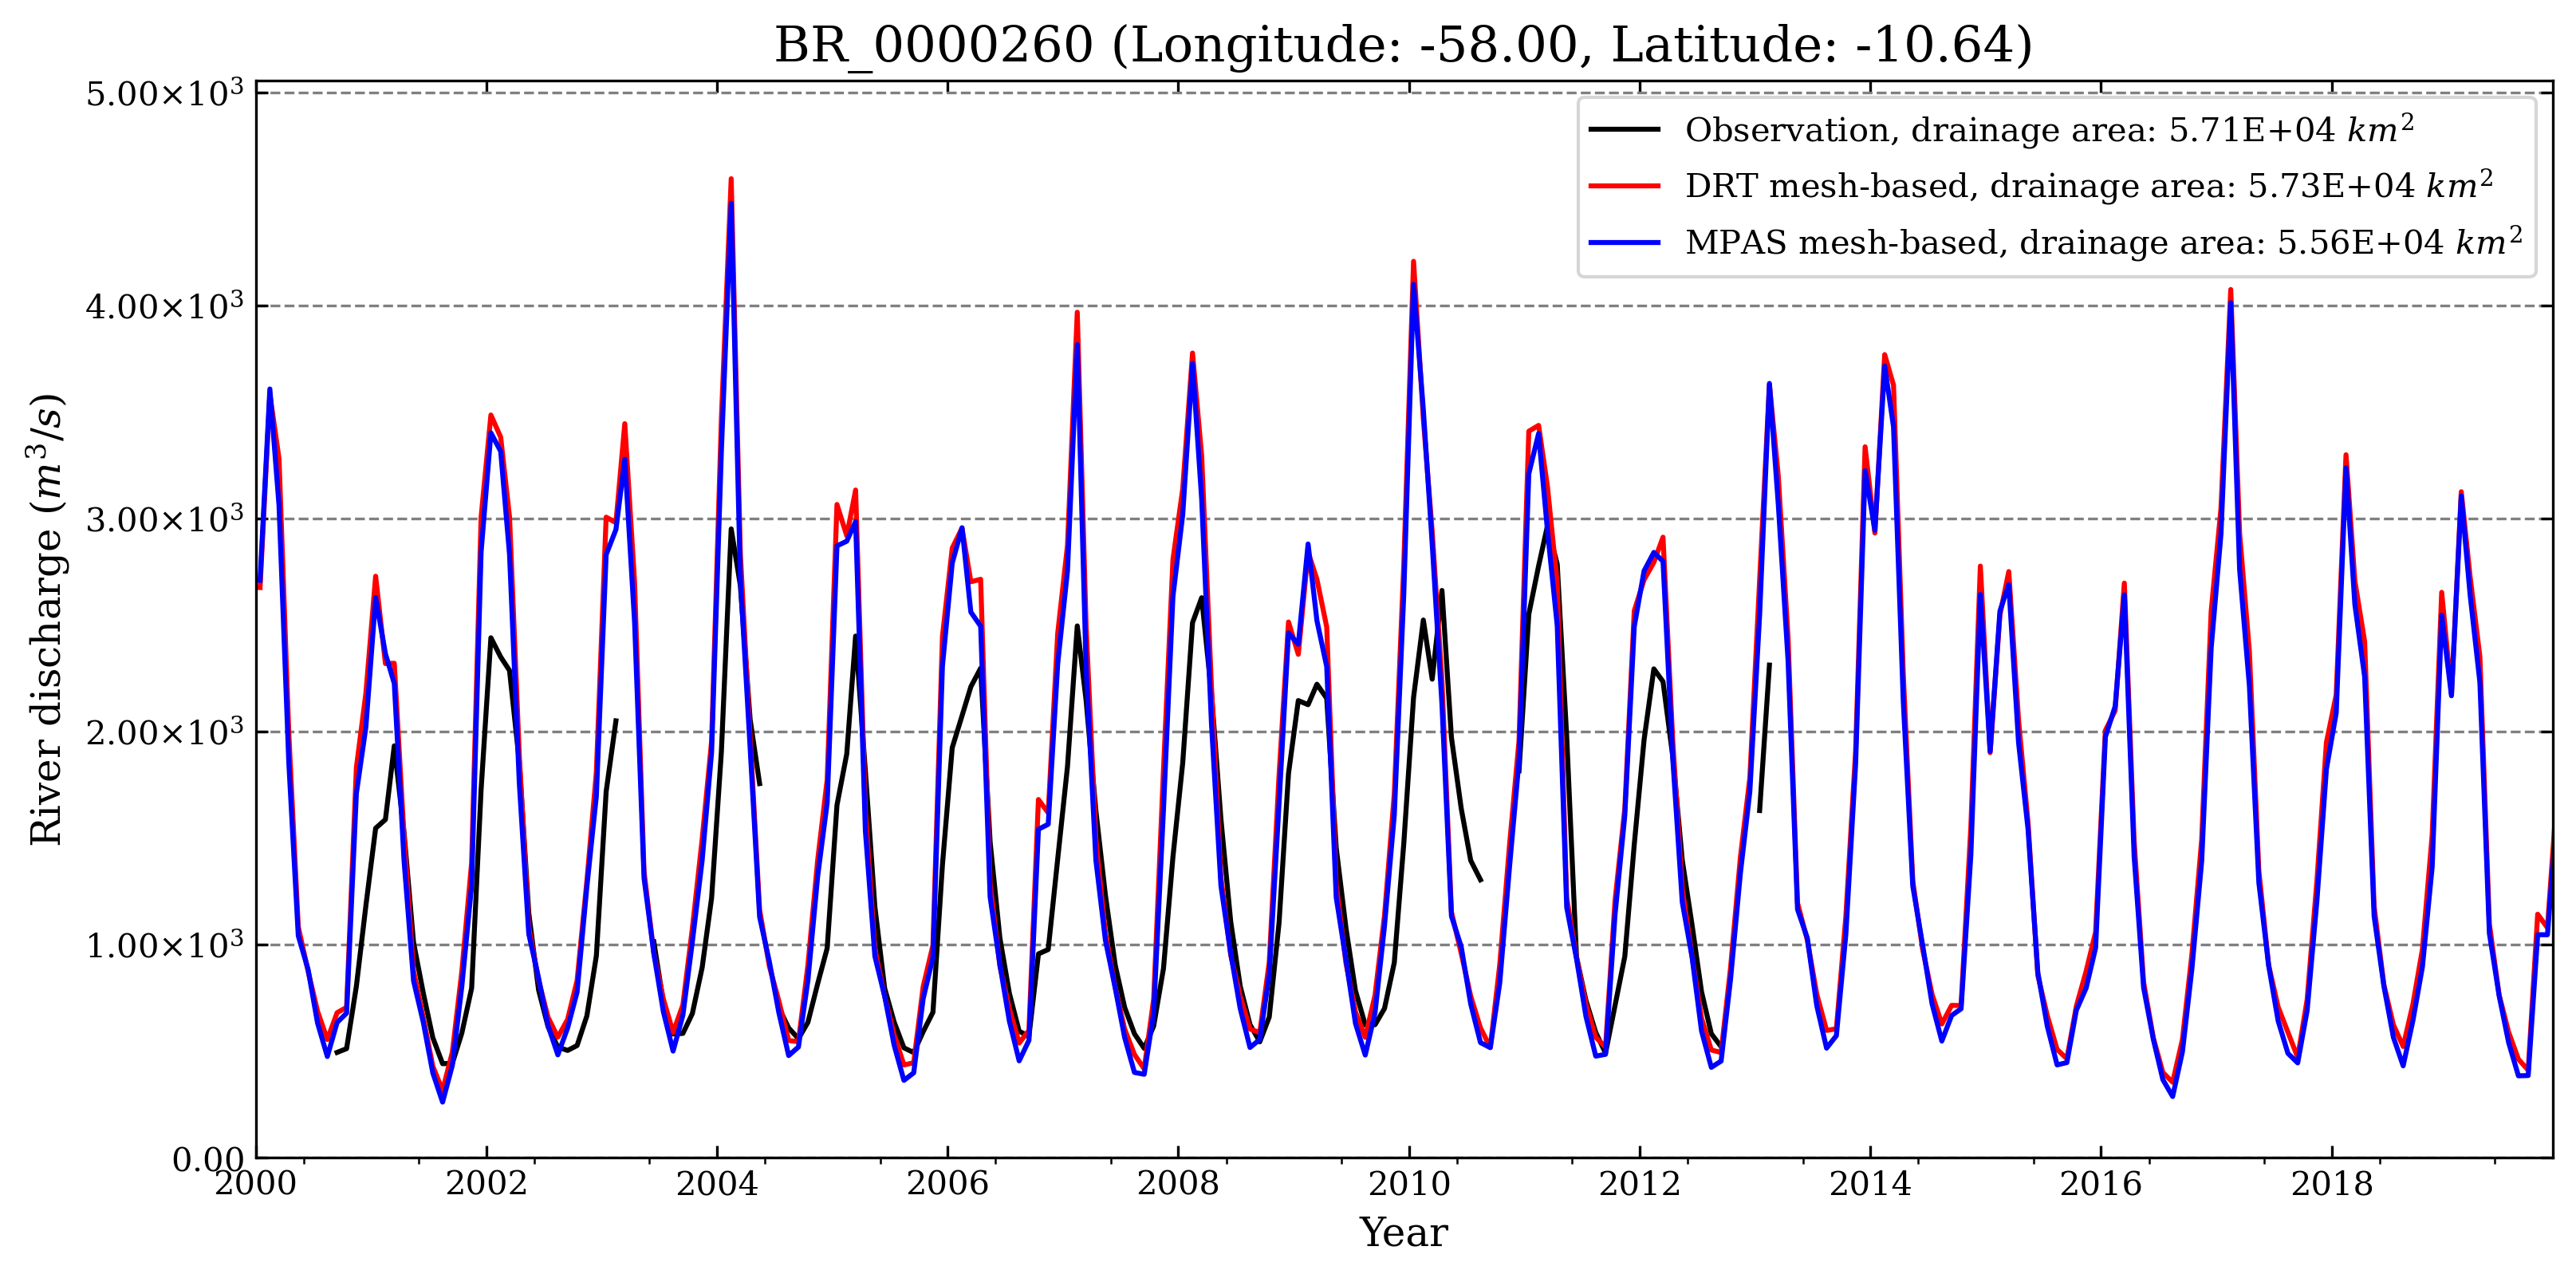 BR_0000260 (Longitude: -58.00, Latitude: -10.64)
5.00×10³
4.00×10³
3.00×10³
2.00×10³
1.00×10³
0.00
River discharge (m³/s)
Observation, drainage area: 5.71E+04 km²
DRT mesh-based, drainage area: 5.73E+04 km²
MPAS mesh-based, drainage area: 5.56E+04 km²
2000 2002 2004 2006 2008 2010 2012 2014 2016 2018
Year